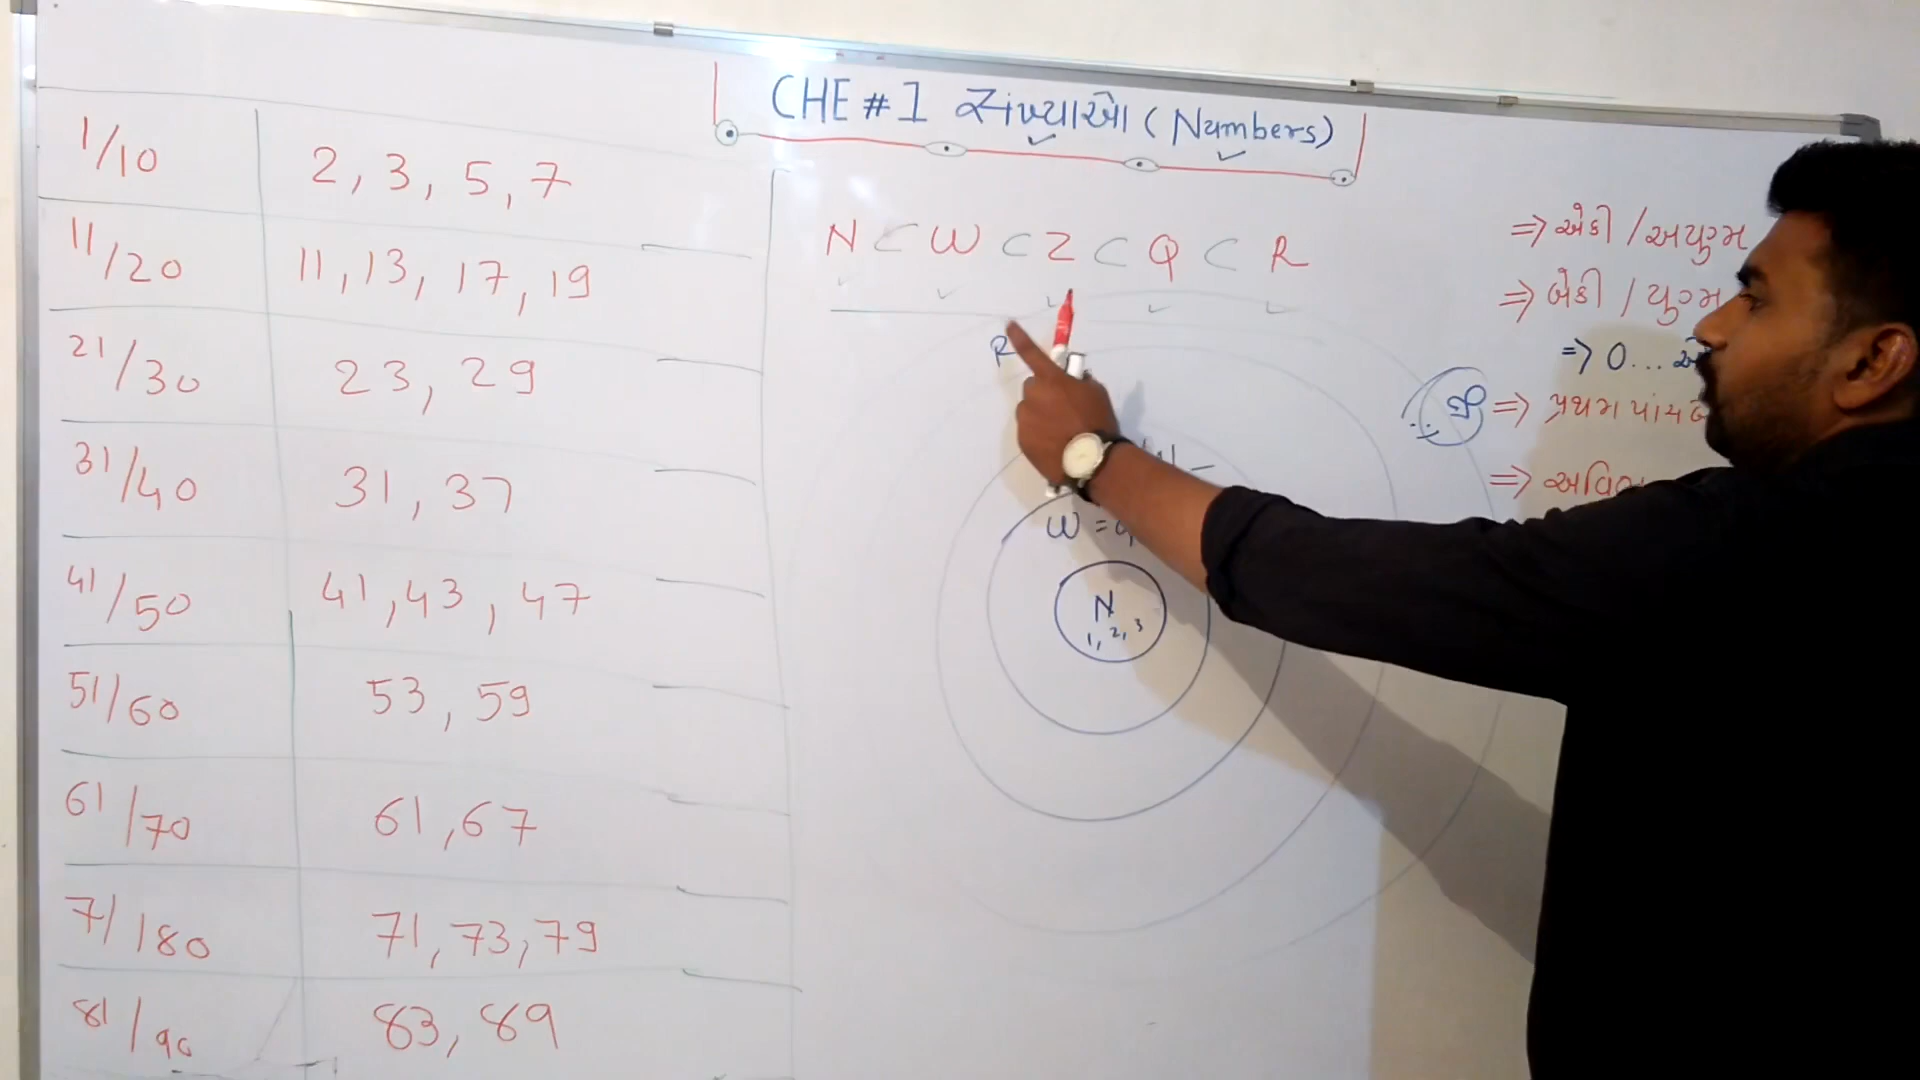 CHE # 1 સંખ્યાઓ (Numbers)
1/10 2, 3, 5, 7
11/20 11, 13, 17, 19
21/30 23, 29
31/40 31, 37
41/50 41, 43, 47
51/60 53, 59
61/70 61, 67
71/80 71, 73, 79
81/90 83, 89
N ⊂ W ⊂ Z ⊂ Q ⊂ R
R
W =
N
1, 2, 3
⇒ એકી / અયુગ્મ
⇒ બેકી / યુગ્મ
⇒ 0...
⇒ પ્રથમ પાંચ
⇒